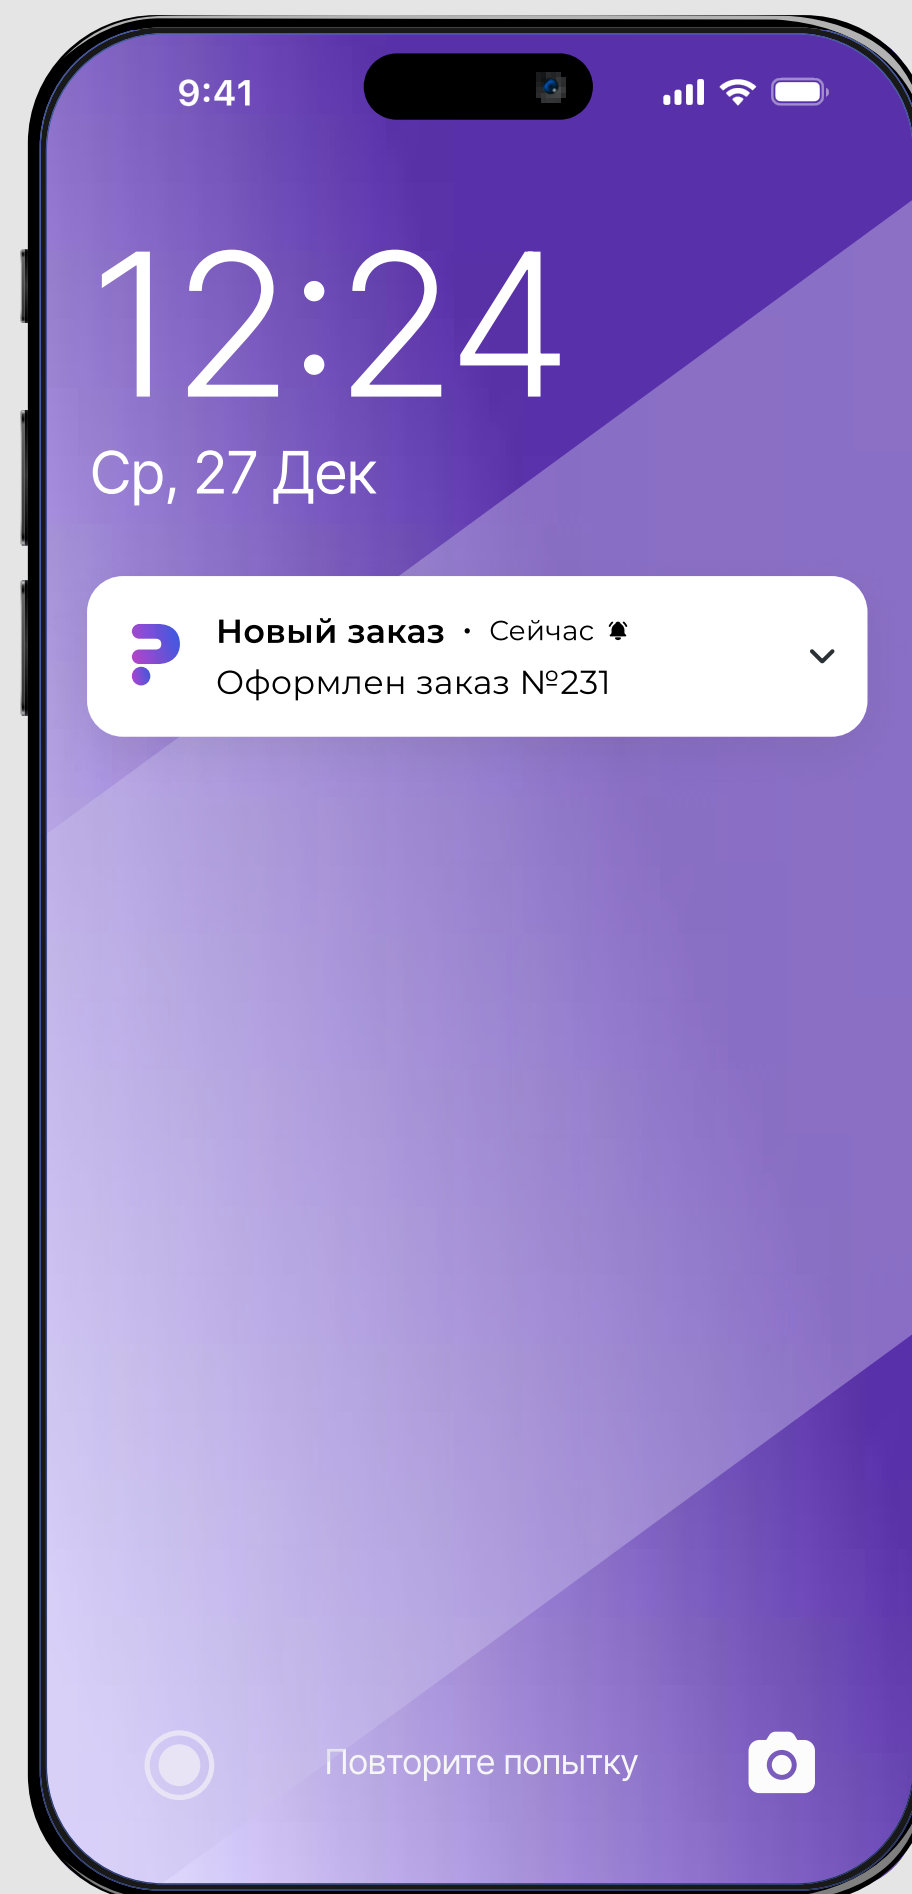 9:41
12:24
Ср, 27 Дек
Новый заказ · Сейчас
Оформлен заказ №231
Повторите попытку